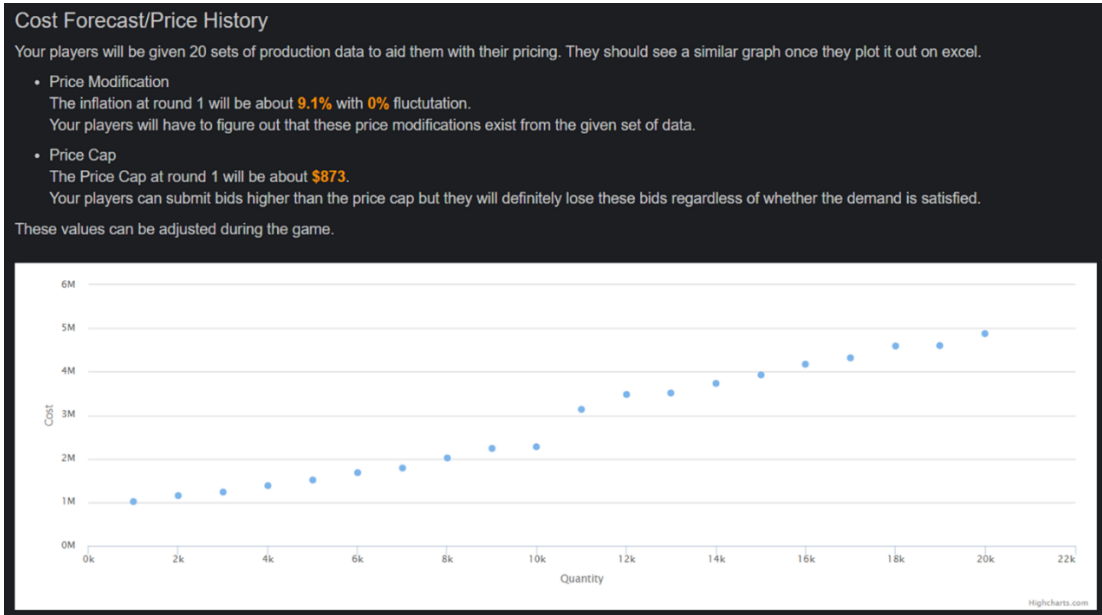 Cost Forecast/Price History
Your players will be given 20 sets of production data to aid them with their pricing. They should see a similar graph once they plot it out on excel.
• Price Modification
The inflation at round 1 will be about 9.1% with 0% fluctutation.
Your players will have to figure out that these price modifications exist from the given set of data.
• Price Cap
The Price Cap at round 1 will be about $873.
Your players can submit bids higher than the price cap but they will definitely lose these bids regardless of whether the demand is satisfied.
These values can be adjusted during the game.
6M
5M
4M
3M
2M
1M
0M
Cost
0k 2k 4k 6k 8k 10k 12k 14k 16k 18k 20k 22k
Quantity
Highcharts.com